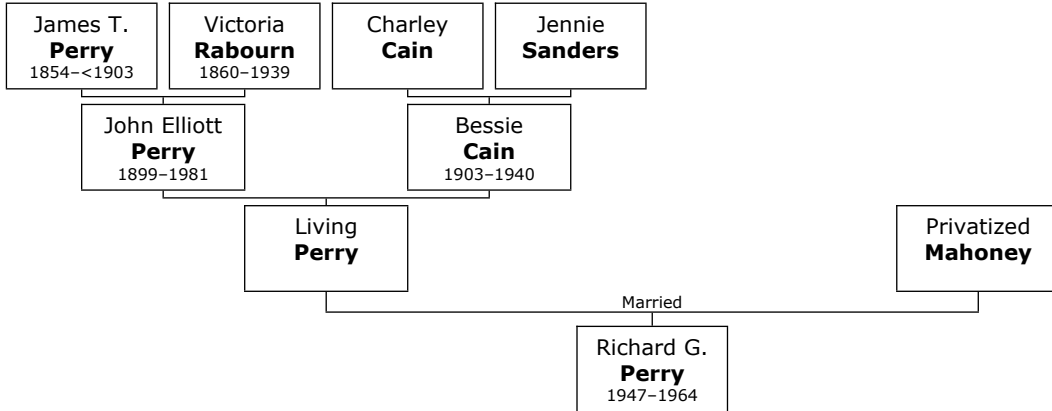 James T.
Perry
1854–<1903
Victoria
Rabourn
1860–1939
Charley
Cain
Jennie
Sanders
John Elliott
Perry
1899–1981
Bessie
Cain
1903–1940
Living
Perry
Privatized
Mahoney
Married
Richard G.
Perry
1947–1964